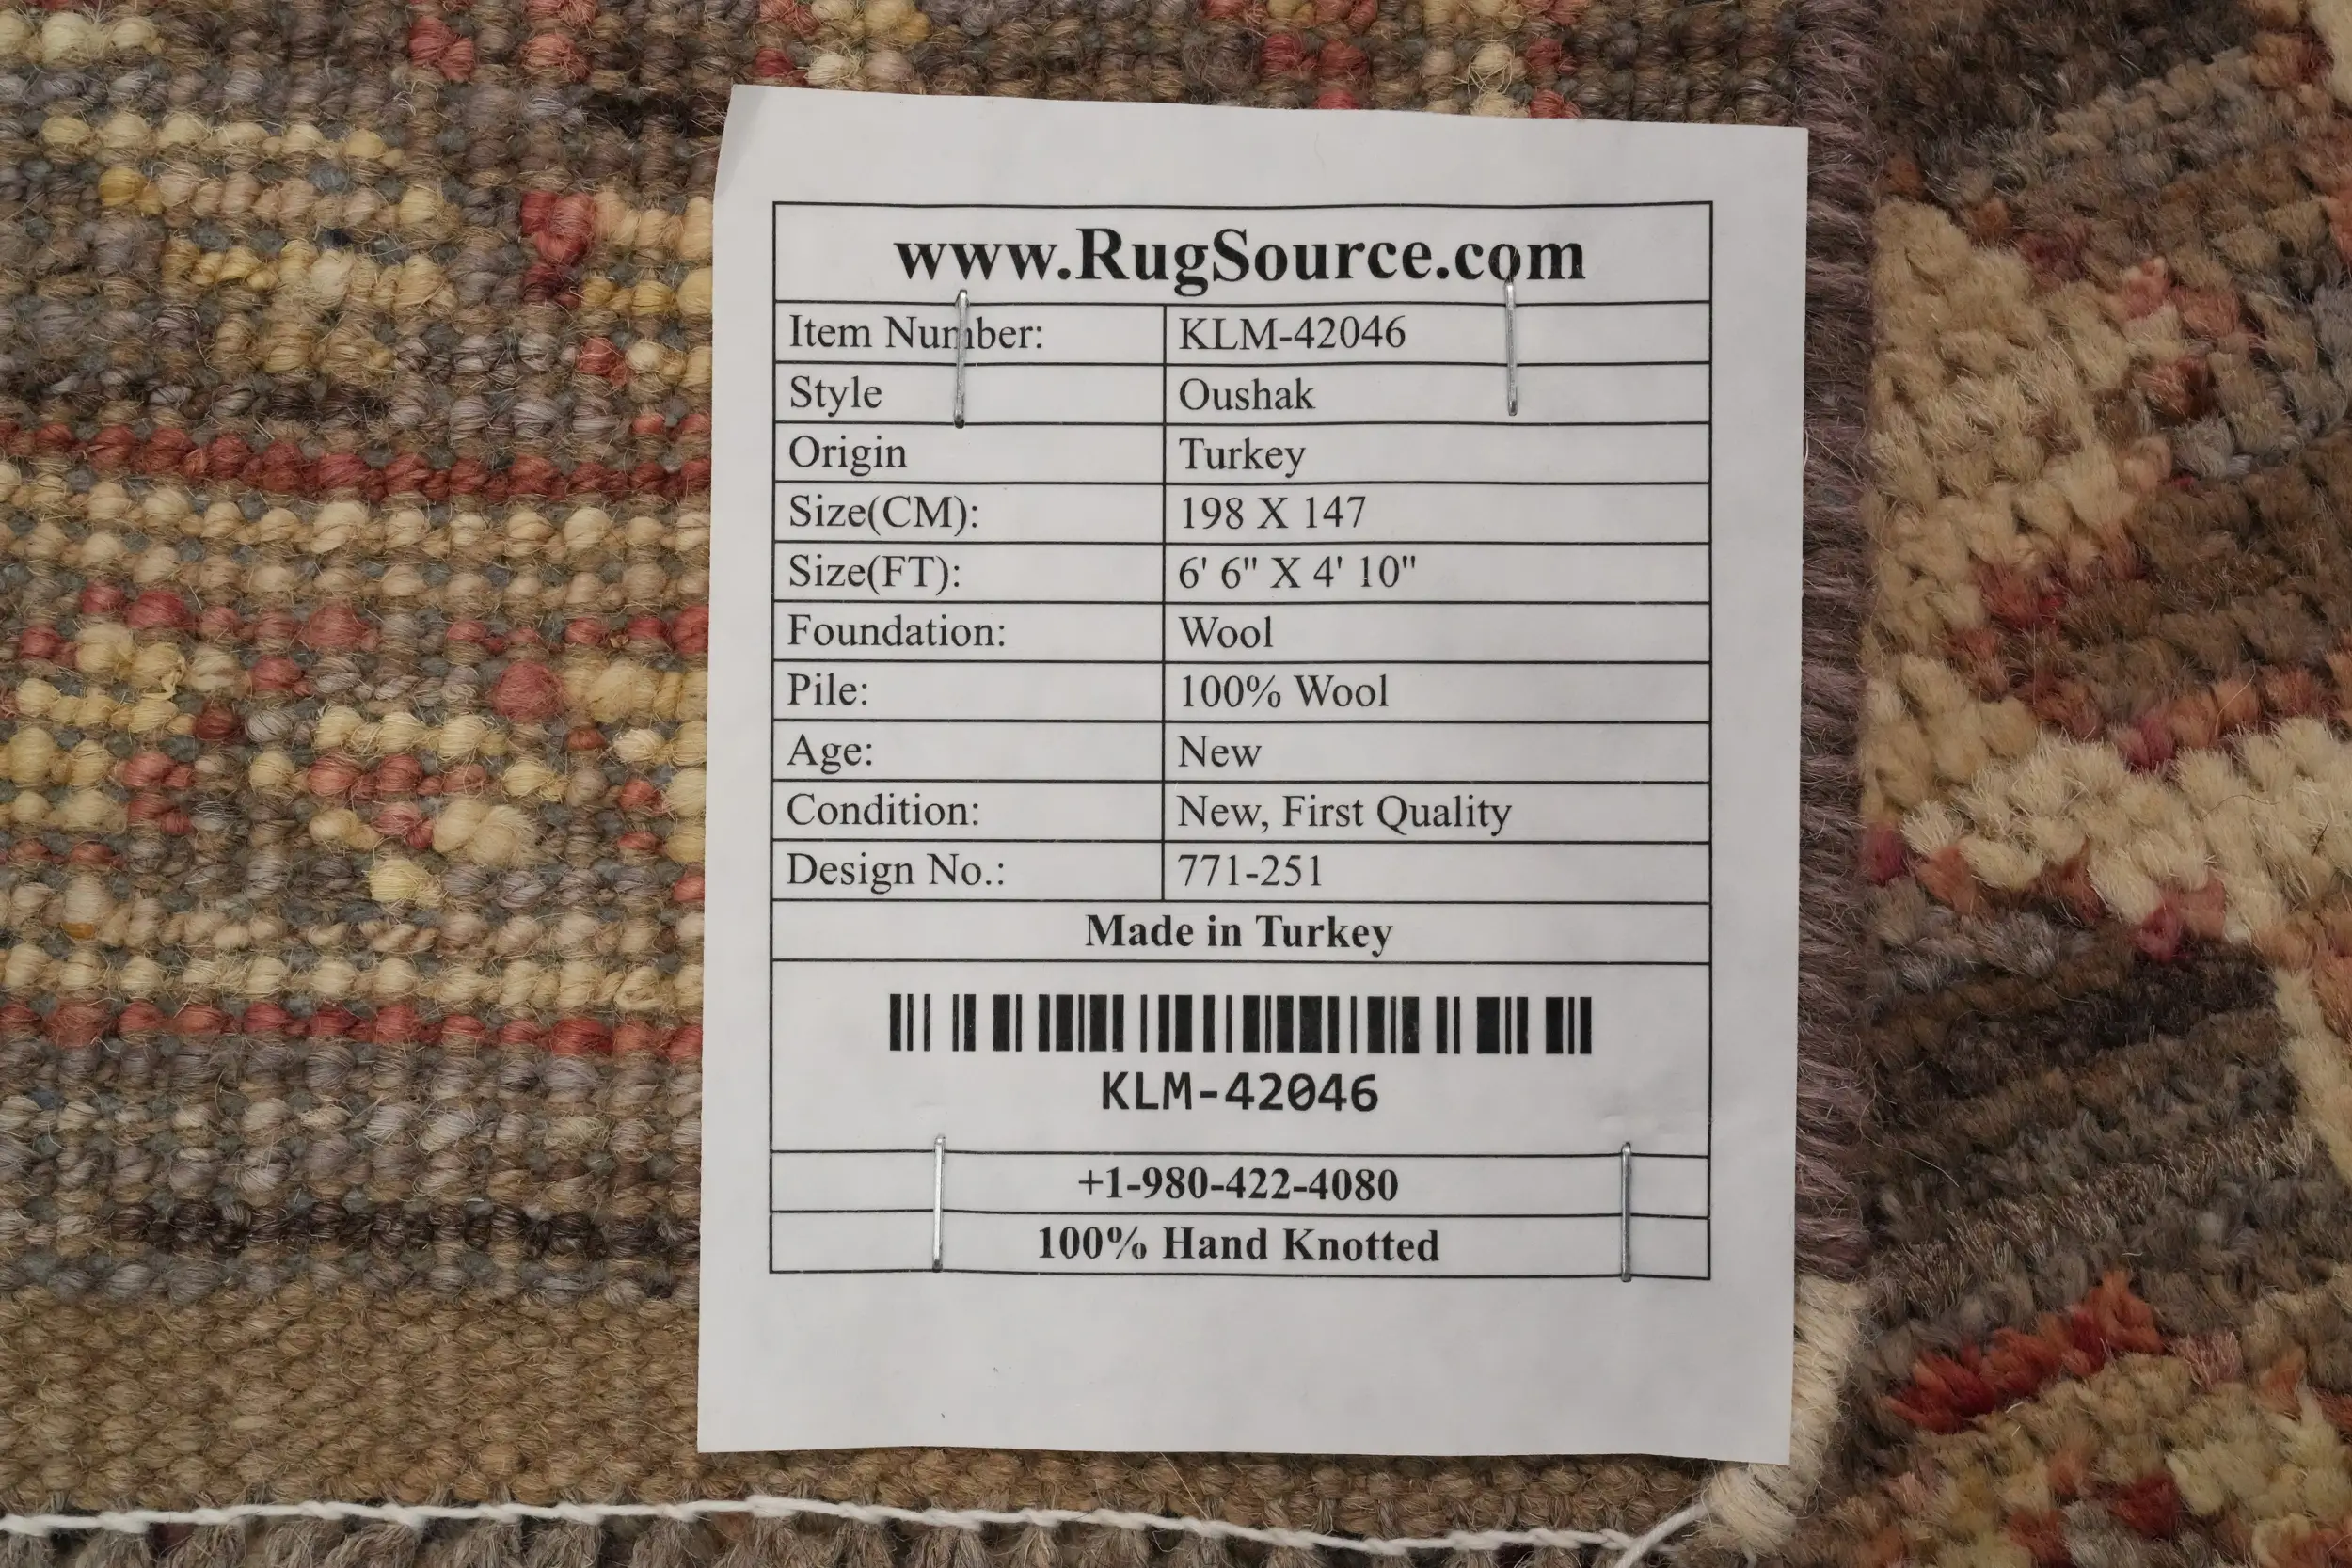 www.RugSource.com
Item Number: KLM-42046
Style Oushak
Origin Turkey
Size(CM): 198 X 147
Size(FT): 6' 6" X 4' 10"
Foundation: Wool
Pile: 100% Wool
Age: New
Condition: New, First Quality
Design No.: 771-251
Made in Turkey
KLM-42046
+1-980-422-4080
100% Hand Knotted